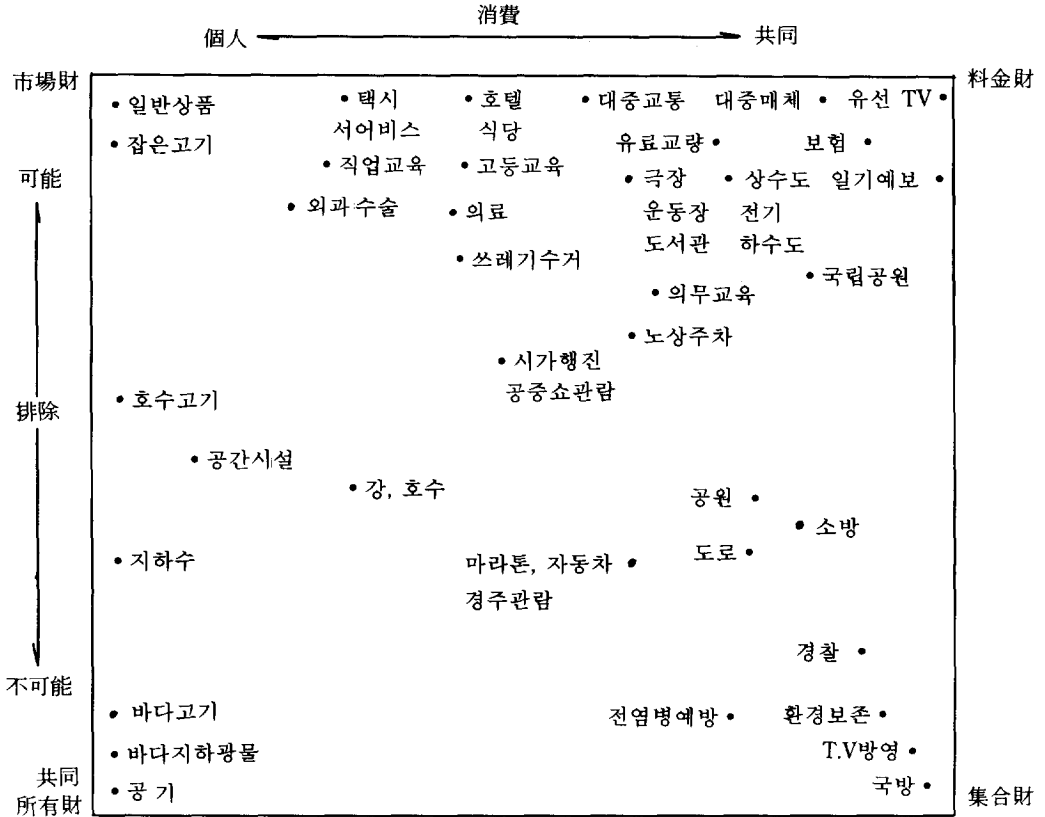 消費
個人 共同
市場財 料金財
• 일반상품 • 택시 • 호텔 • 대중교통 대중매체 • 유선 TV •
서어비스 식당
• 잡은고기 유료교량 • 보험 •
• 직업교육 • 고등교육 • 극장 • 상수도 일기예보 •
可能
• 외과수술 • 의료 운동장 전기
도서관 하수도
• 쓰레기수거
• 국립공원
• 의무교육
• 노상주차
• 시가행진
공중쇼관람
• 호수고기
排除
• 공간시설
• 강, 호수
공원 •
• 소방
도로 •
• 지하수 마라톤, 자동차 •
경주관람
경찰 •
不可能
• 바다고기 전염병예방 • 환경보존 •
• 바다지하광물 T.V방영 •
共同
所有財
• 공 기 국방 •
集合財